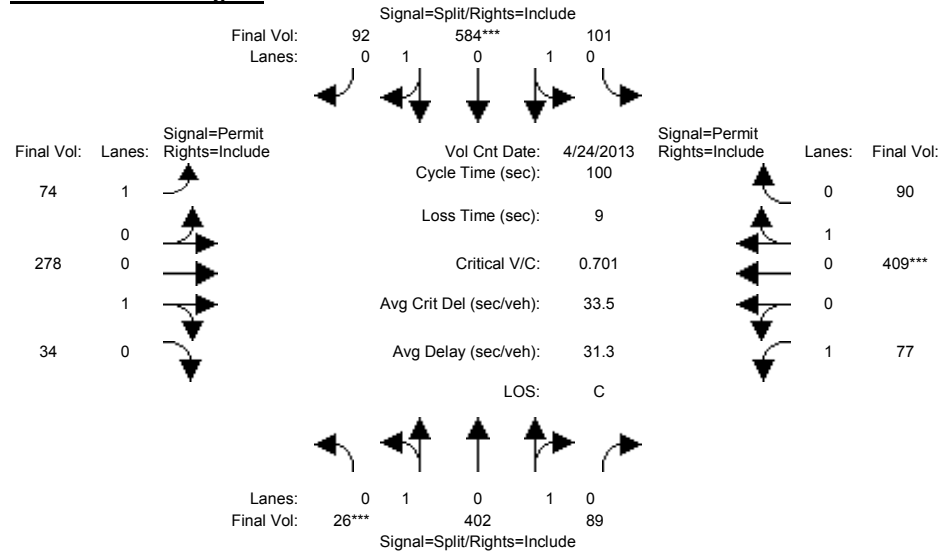 Signal=Split/Rights=Include
Final Vol: 92 584*** 101
Lanes: 0 1 0 1 0
Signal=Permit Signal=Permit
Final Vol: Lanes: Rights=Include Vol Cnt Date: 4/24/2013 Rights=Include Lanes: Final Vol:
Cycle Time (sec): 100
74 1 0 90
Loss Time (sec): 9
0 1
278 0 Critical V/C: 0.701 0 409***
1 Avg Crit Del (sec/veh): 33.5 0
34 0 Avg Delay (sec/veh): 31.3 1 77
LOS: C
Lanes: 0 1 0 1 0
Final Vol: 26*** 402 89
Signal=Split/Rights=Include